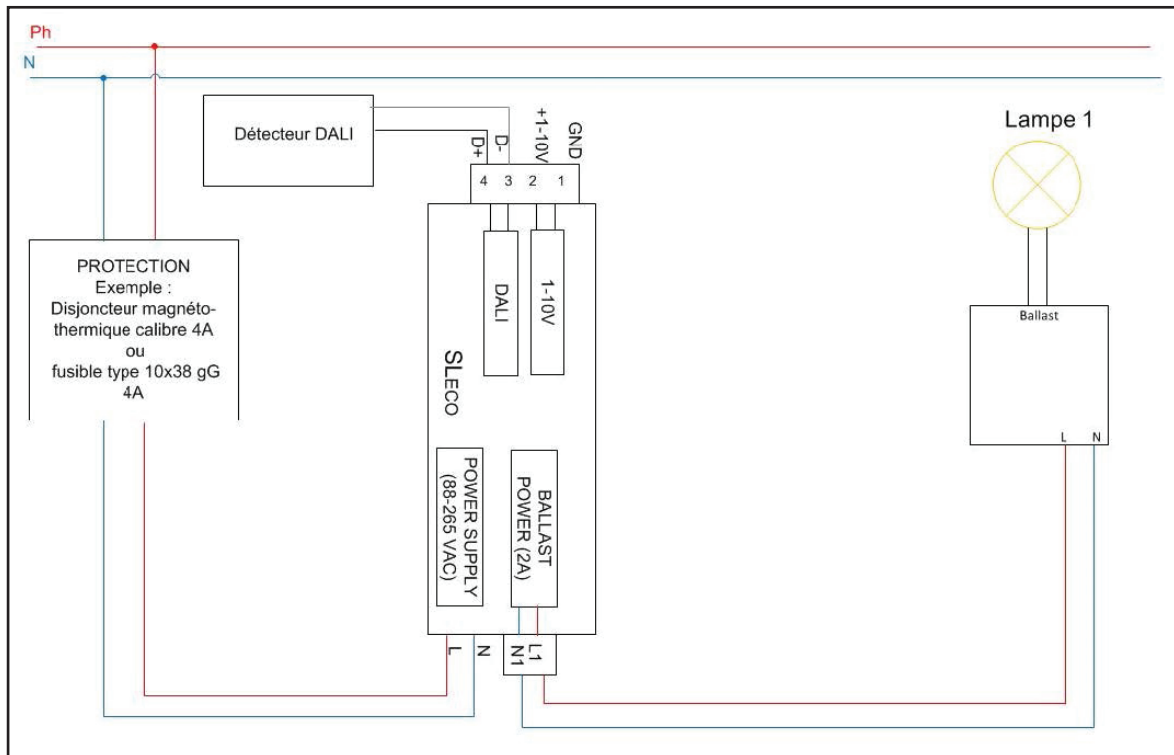 Ph
N
Détecteur DALI
D+
D-
+1-10V
GND
4 3 2 1
Lampe 1
PROTECTION
Exemple :
Disjoncteur magnéto-
thermique calibre 4A
ou
fusible type 10x38 gG
4A
DALI
1-10V
SLECO
Ballast
L N
POWER SUPPLY
(88-265 VAC)
BALLAST
POWER (2A)
L
N
N1
L1